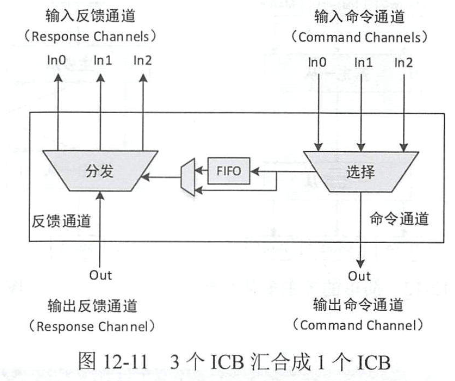 输入反馈通道
（Response Channels）
In0 In1 In2
输入命令通道
（Command Channels）
In0 In1 In2
分发
FIFO
选择
反馈通道
命令通道
Out
Out
输出反馈通道
（Response Channel）
输出命令通道
（Command Channel）
图 12-11 3 个 ICB 汇合成 1 个 ICB